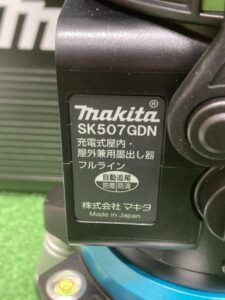 makita®
SK507GDN
充電式屋内・
屋外兼用墨出し器
フルライン
自動追尾
防塵 防滴
株式会社 マキタ
Made in Japan